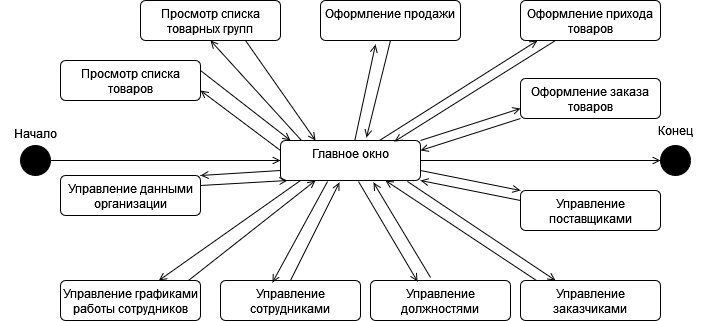 Просмотр списка
товарных групп
Оформление продажи
Оформление прихода
товаров
Просмотр списка
товаров
Оформление заказа
товаров
Начало
Главное окно
Конец
Управление данными
организации
Управление
поставщиками
Управление графиками
работы сотрудников
Управление
сотрудниками
Управление
должностями
Управление
заказчиками